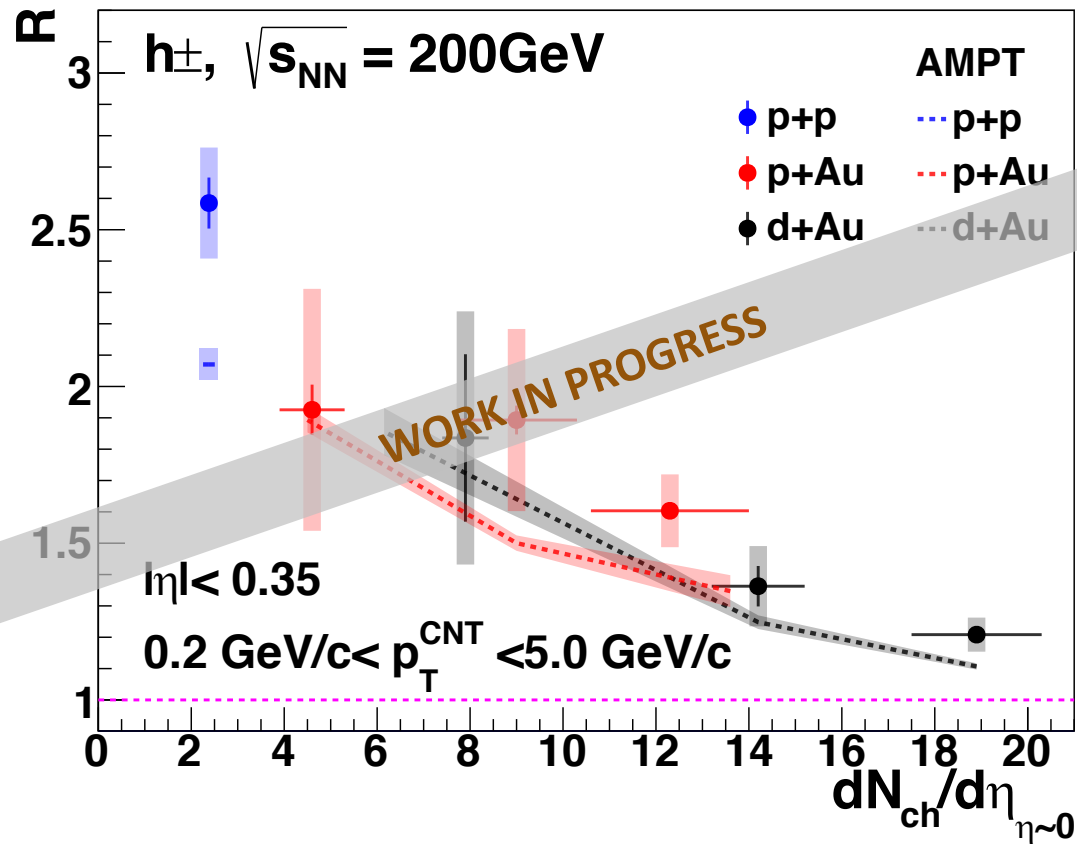 R
h±, √sNN = 200GeV
AMPT
p+p
p+p
p+Au
p+Au
d+Au
d+Au
3
2.5
2
1.5
1
WORK IN PROGRESS
|η|< 0.35
0.2 GeV/c< pTCNT <5.0 GeV/c
0 2 4 6 8 10 12 14 16 18 20
dNch/dηη~0